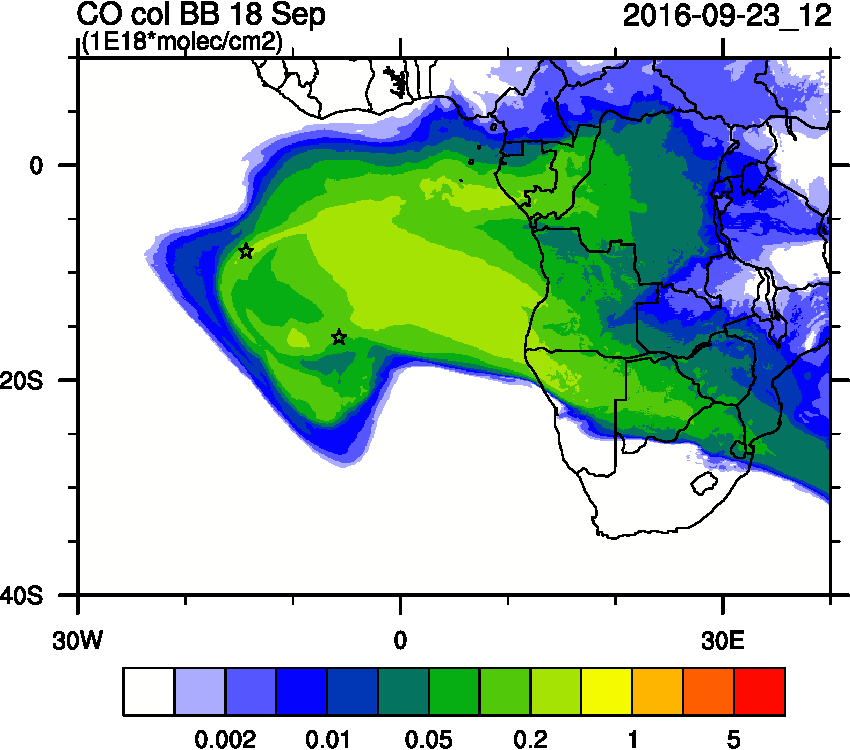 CO col BB 18 Sep
2016-09-23_12
(1E18*molec/cm2)
0
20S
40S
30W 0 30E
0.002 0.01 0.05 0.2 1 5